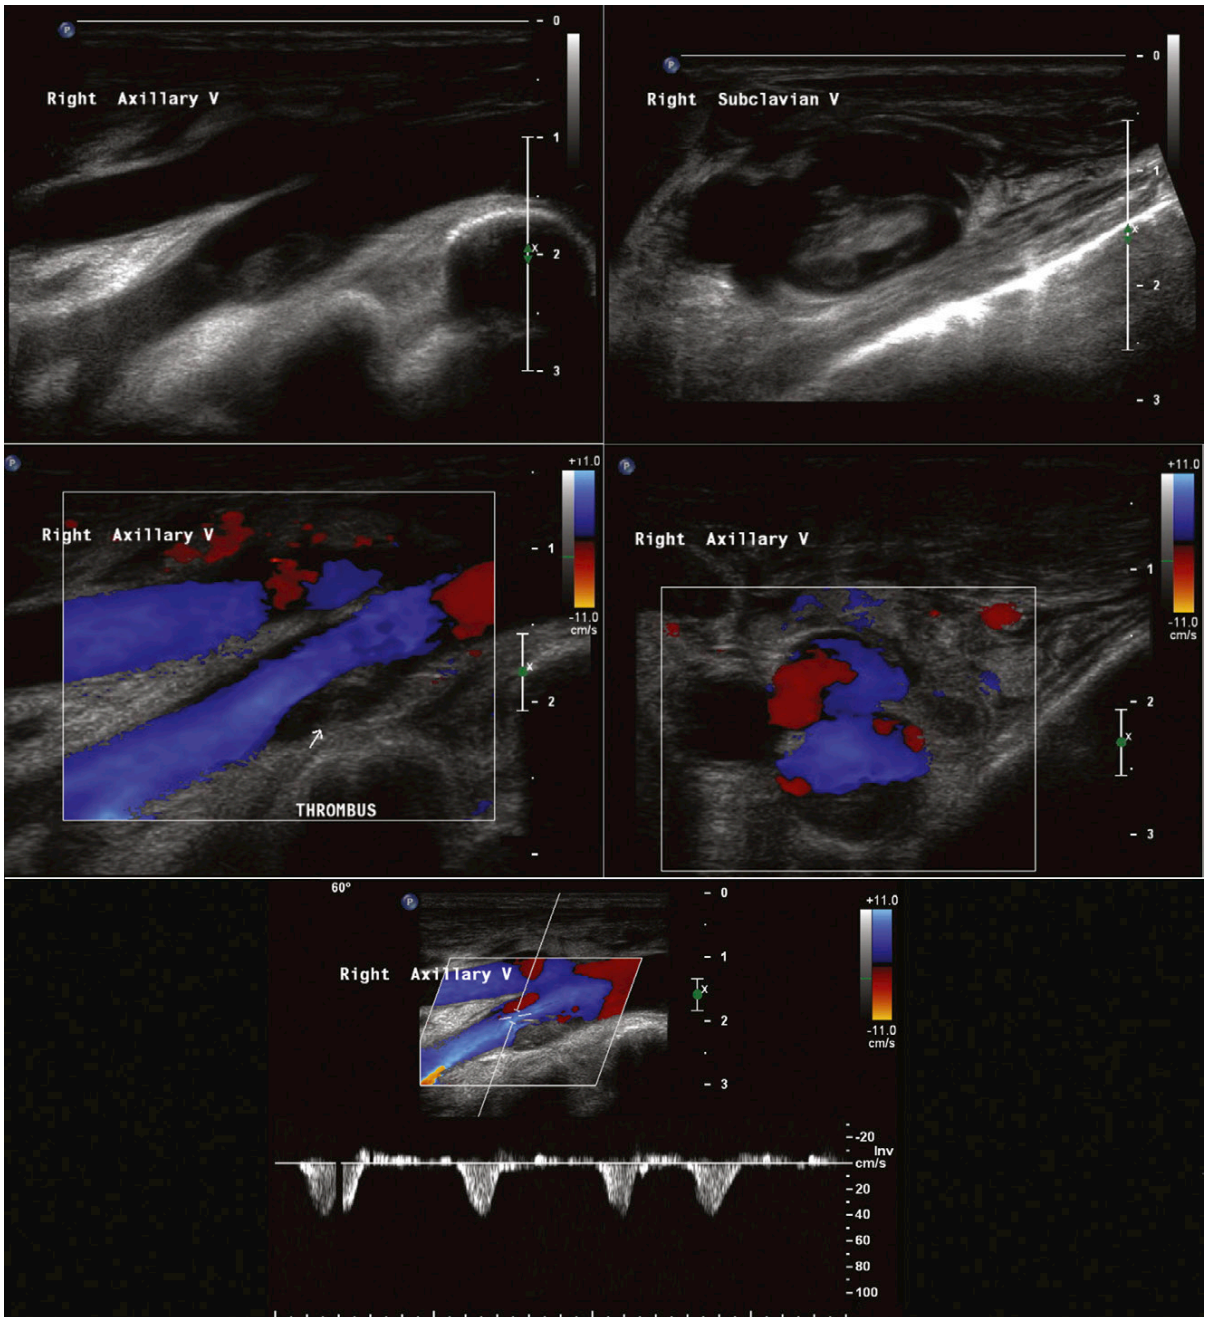 P
0
Right Axillary V
1
x
2
3
P
0
Right Subclavian V
1
x
2
3
P
+11.0
Right Axillary V
1
-11.0
cm/s
x
2
THROMBUS
P
+11.0
Right Axillary V
1
-11.0
cm/s
2
x
3
60°
P
0
+11.0
1
Right Axillary V
x
2
-11.0
cm/s
3
-20
Inv
cm/s
20
40
60
80
100